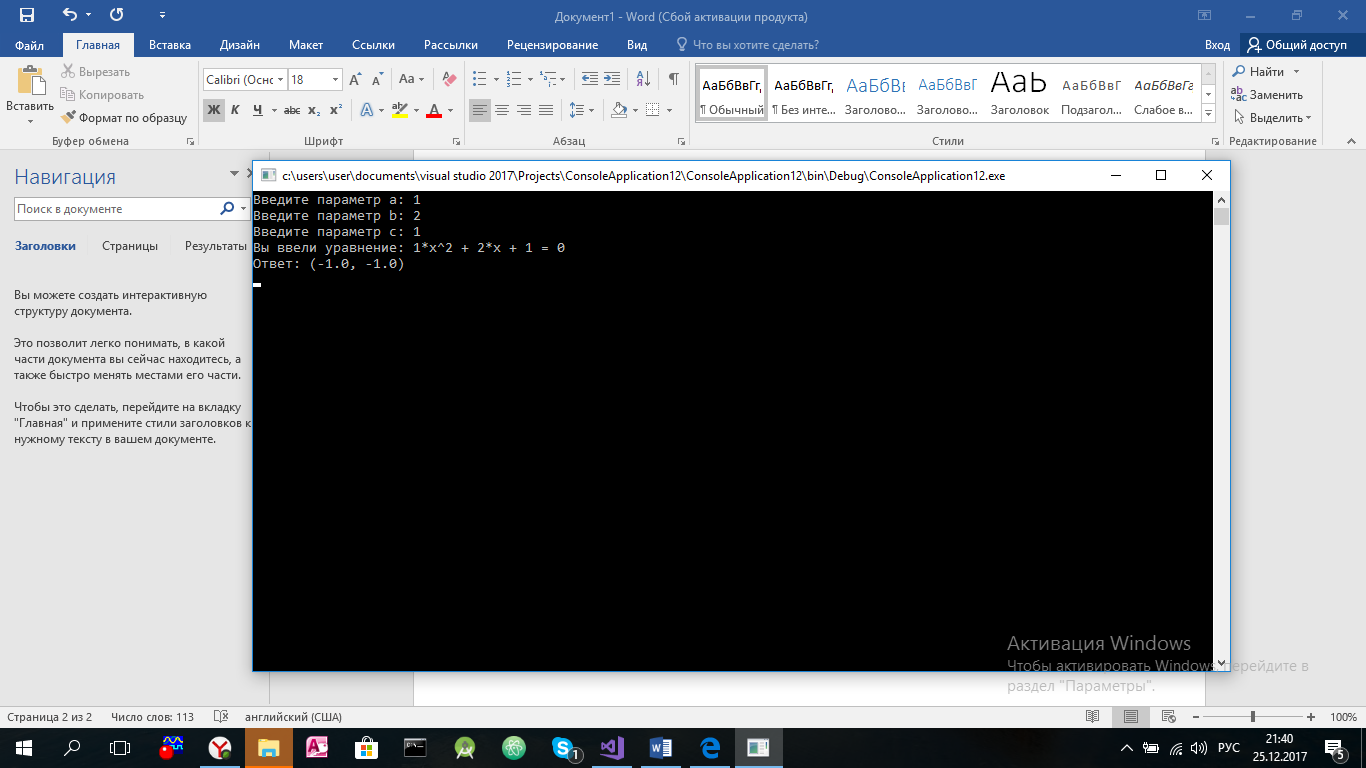 Документ1 - Word (Сбой активации продукта)
Файл Главная Вставка Дизайн Макет Ссылки Рассылки Рецензирование Вид Что вы хотите сделать? Вход Общий доступ
Вставить
Вырезать
Копировать
Формат по образцу
Буфер обмена
Calibri (Осно 18
Ж К Ч abc x₂ x²
Шрифт
Абзац
АаБбВвГг, АаБбВвГг, АаБбВв АаБбВвГ АаЬ АаБбВвГ АаБбВвГг
¶ Обычный ¶ Без инте... Заголово... Заголово... Заголовок Подзагол... Слабое в...
Стили
Найти
Заменить
Выделить
Редактирование
Навигация
Поиск в документе
Заголовки Страницы Результаты
Вы можете создать интерактивную
структуру документа.
Это позволит легко понимать, в какой
части документа вы сейчас находитесь, а
также быстро менять местами его части.
Чтобы это сделать, перейдите на вкладку
"Главная" и примените стили заголовков к
нужному тексту в вашем документе.
c:\users\user\documents\visual studio 2017\Projects\ConsoleApplication12\ConsoleApplication12\bin\Debug\ConsoleApplication12.exe
Введите параметр a: 1
Введите параметр b: 2
Введите параметр c: 1
Вы ввели уравнение: 1*x^2 + 2*x + 1 = 0
Ответ: (-1.0, -1.0)
Активация Windows
Чтобы активировать Windows, перейдите в
раздел "Параметры".
Страница 2 из 2 Число слов: 113 английский (США) 100%
РУС
21:40
25.12.2017